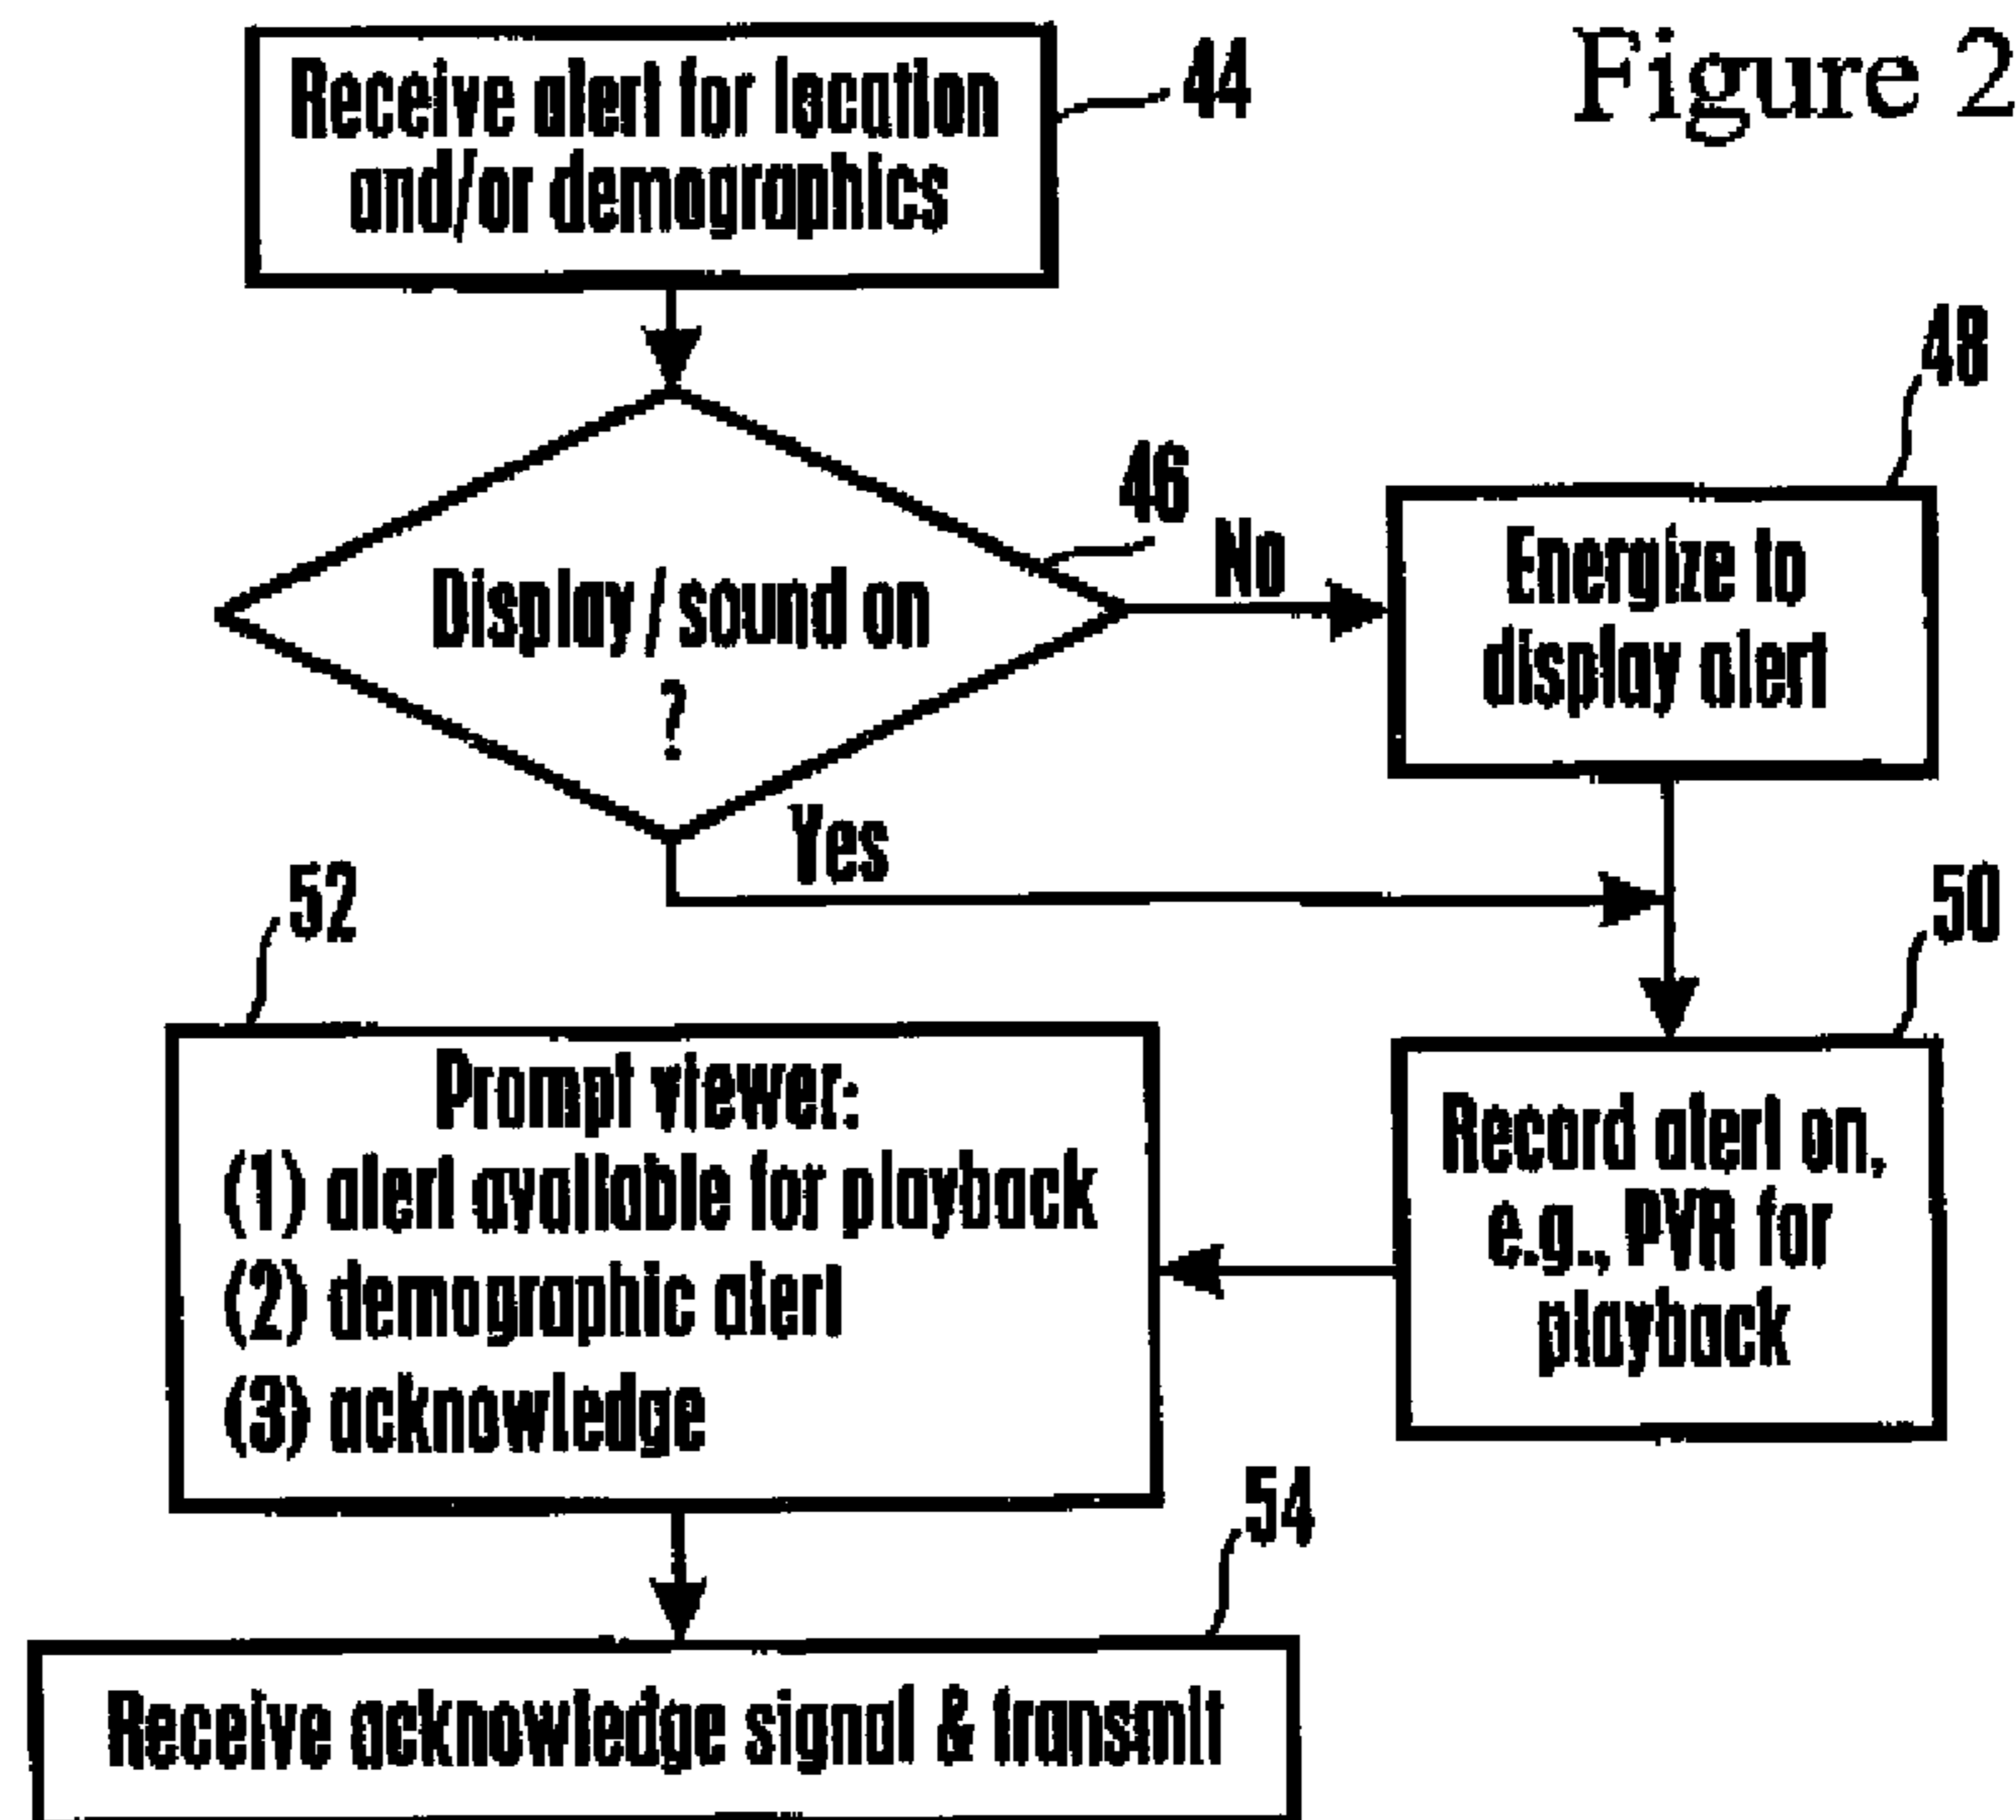 Figure 2
Receive alert for location
and/or demographics
44
46
Display/sound on
?
No
Yes
48
Energize to
display alert
50
Record alert on,
e.g., PVR for
playback
52
Prompt viewer:
(1) alert available for playback
(2) demographic alert
(3) acknowledge
54
Receive acknowledge signal & transmit